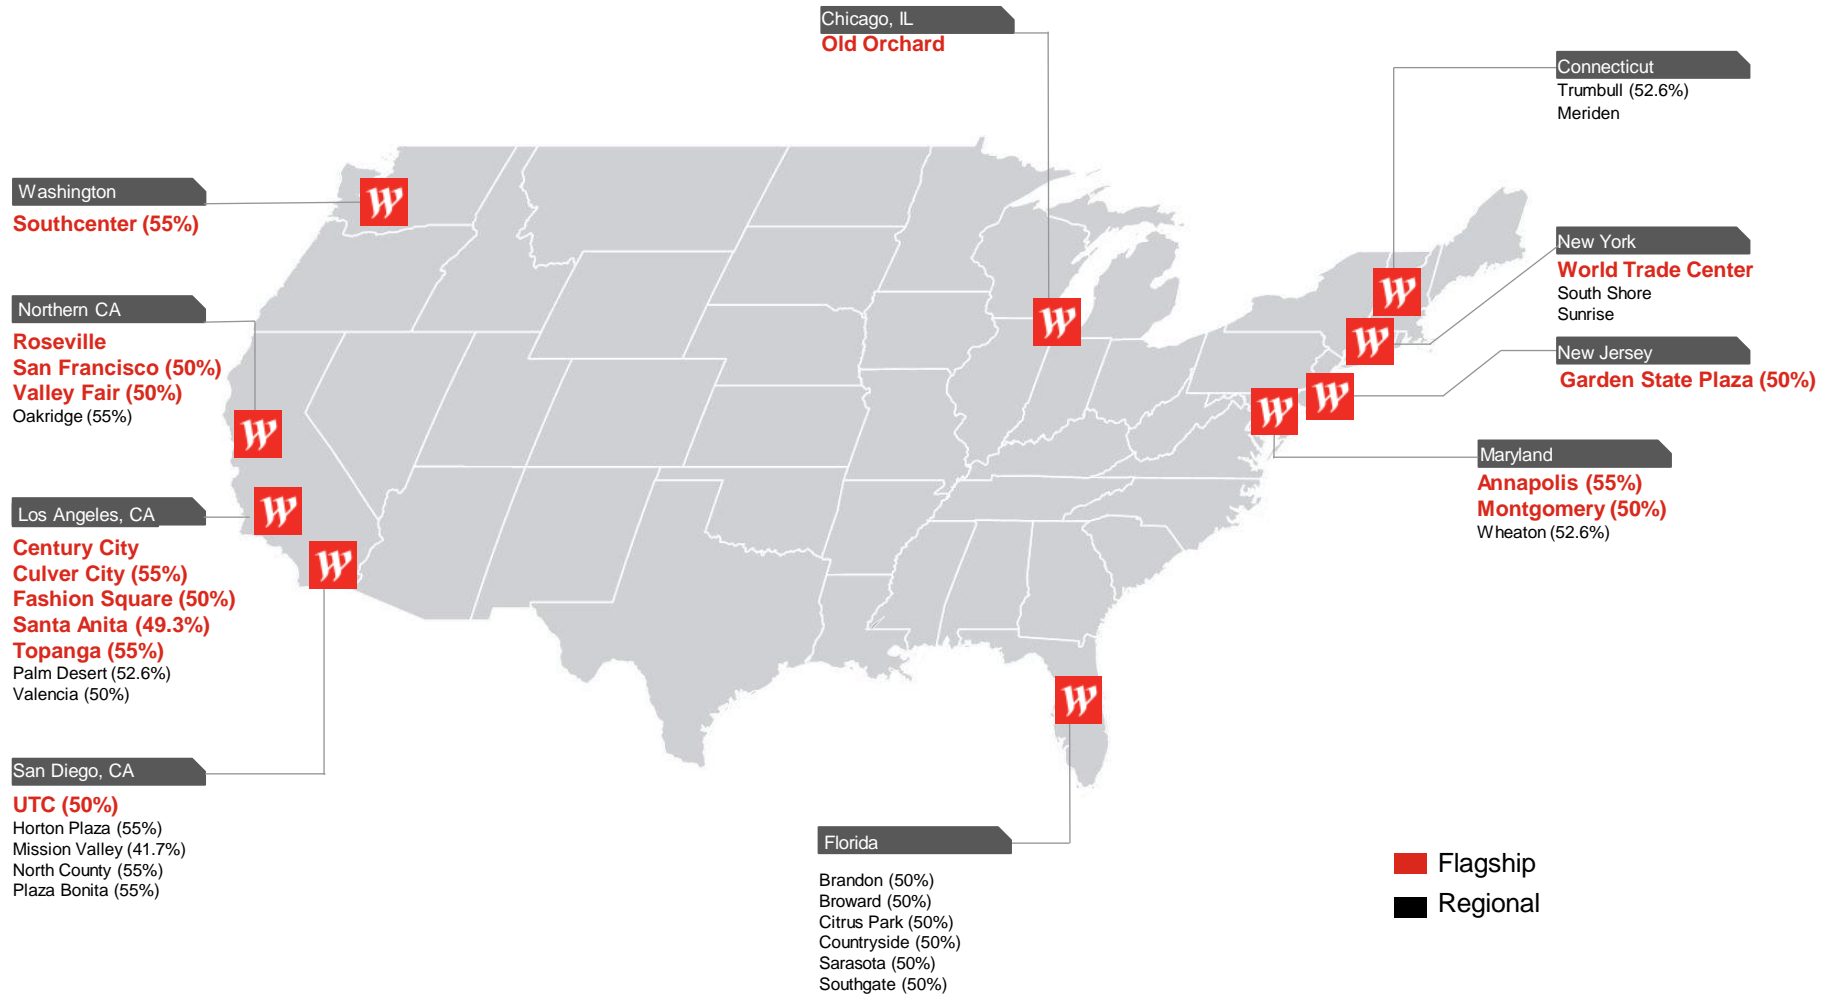 Chicago, IL
Old Orchard
Connecticut
Trumbull (52.6%)
Meriden
Washington
Southcenter (55%)
New York
World Trade Center
South Shore
Sunrise
Northern CA
Roseville
San Francisco (50%)
Valley Fair (50%)
Oakridge (55%)
New Jersey
Garden State Plaza (50%)
Maryland
Annapolis (55%)
Montgomery (50%)
Wheaton (52.6%)
Los Angeles, CA
Century City
Culver City (55%)
Fashion Square (50%)
Santa Anita (49.3%)
Topanga (55%)
Palm Desert (52.6%)
Valencia (50%)
San Diego, CA
UTC (50%)
Horton Plaza (55%)
Mission Valley (41.7%)
North County (55%)
Plaza Bonita (55%)
Florida
Brandon (50%)
Broward (50%)
Citrus Park (50%)
Countryside (50%)
Sarasota (50%)
Southgate (50%)
Flagship
Regional